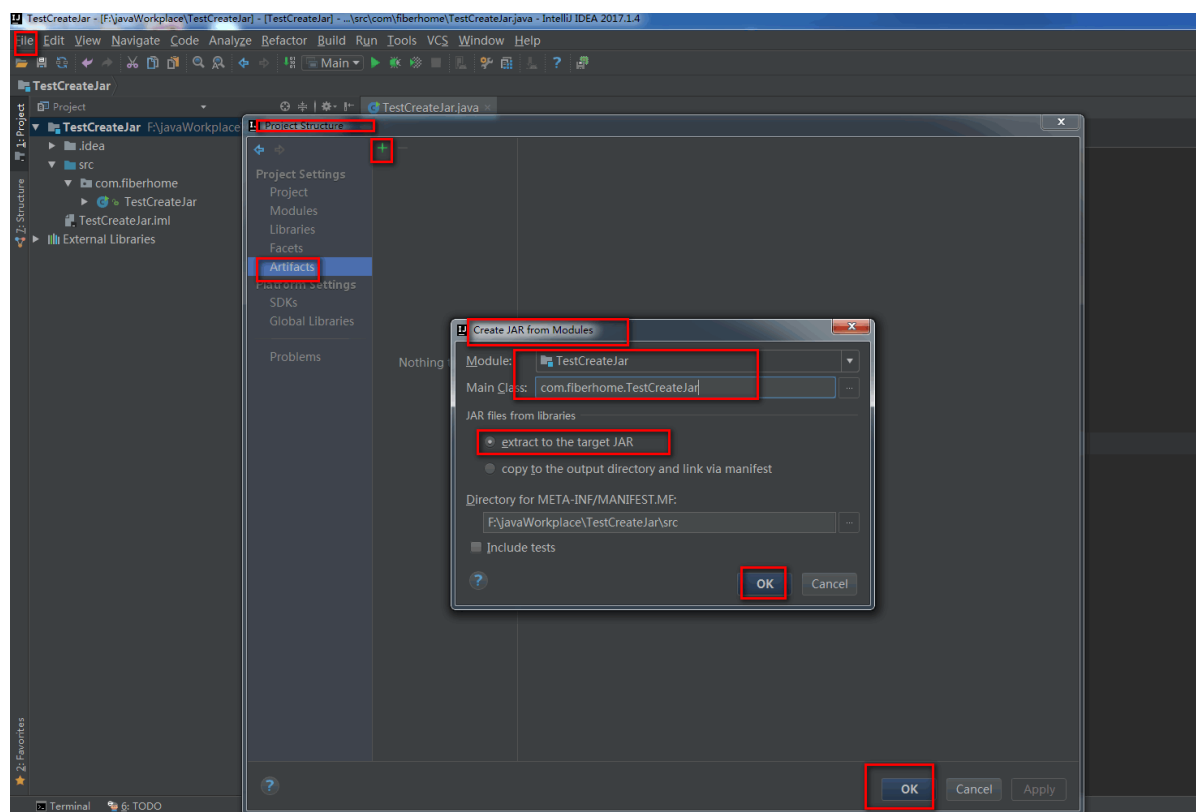 TestCreateJar - [F:\javaWorkplace\TestCreateJar] - [TestCreateJar] - ...\src\com\fiberhome\TestCreateJar.java - IntelliJ IDEA 2017.1.4
File Edit View Navigate Code Analyze Refactor Build Run Tools VCS Window Help
Main
TestCreateJar
Project
TestCreateJar.java
1: Project
TestCreateJar F:\javaWorkplace
.idea
src
com.fiberhome
TestCreateJar
TestCreateJar.iml
External Libraries
7: Structure
2: Favorites
Project Structure
Project Settings
Project
Modules
Libraries
Facets
Artifacts
Platform Settings
SDKs
Global Libraries
Problems
Nothing
Create JAR from Modules
Module: TestCreateJar
Main Class: com.fiberhome.TestCreateJar
JAR files from libraries
extract to the target JAR
copy to the output directory and link via manifest
Directory for META-INF/MANIFEST.MF:
F:\javaWorkplace\TestCreateJar\src
Include tests
OK Cancel
OK Cancel Apply
Terminal 6: TODO